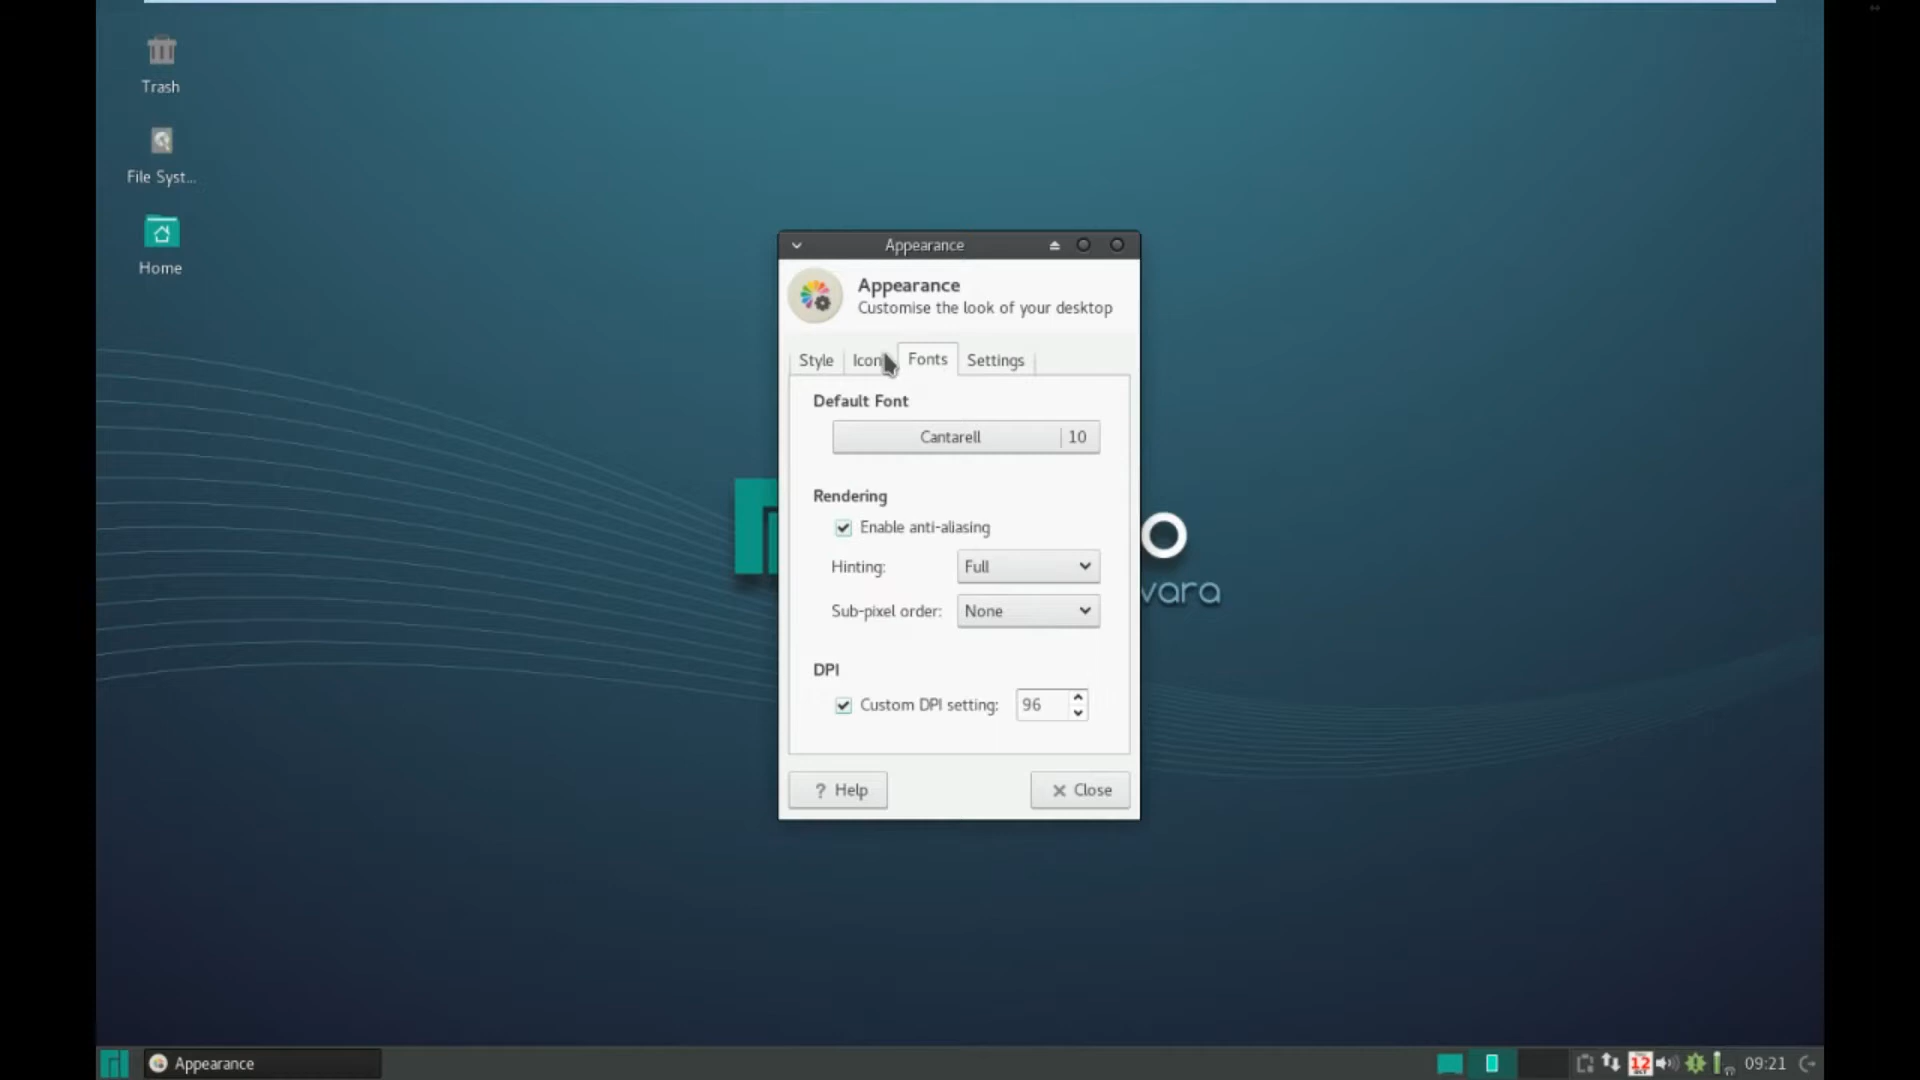 Trash
File Syst...
Home
Appearance
Appearance
Customise the look of your desktop
Style
Fonts
Settings
Default Font
Cantarell 10
Rendering
Enable anti-aliasing
Hinting: Full
Sub-pixel order: None
DPI
Custom DPI setting: 96
? Help
Close
o
vara
Appearance
12
09:21